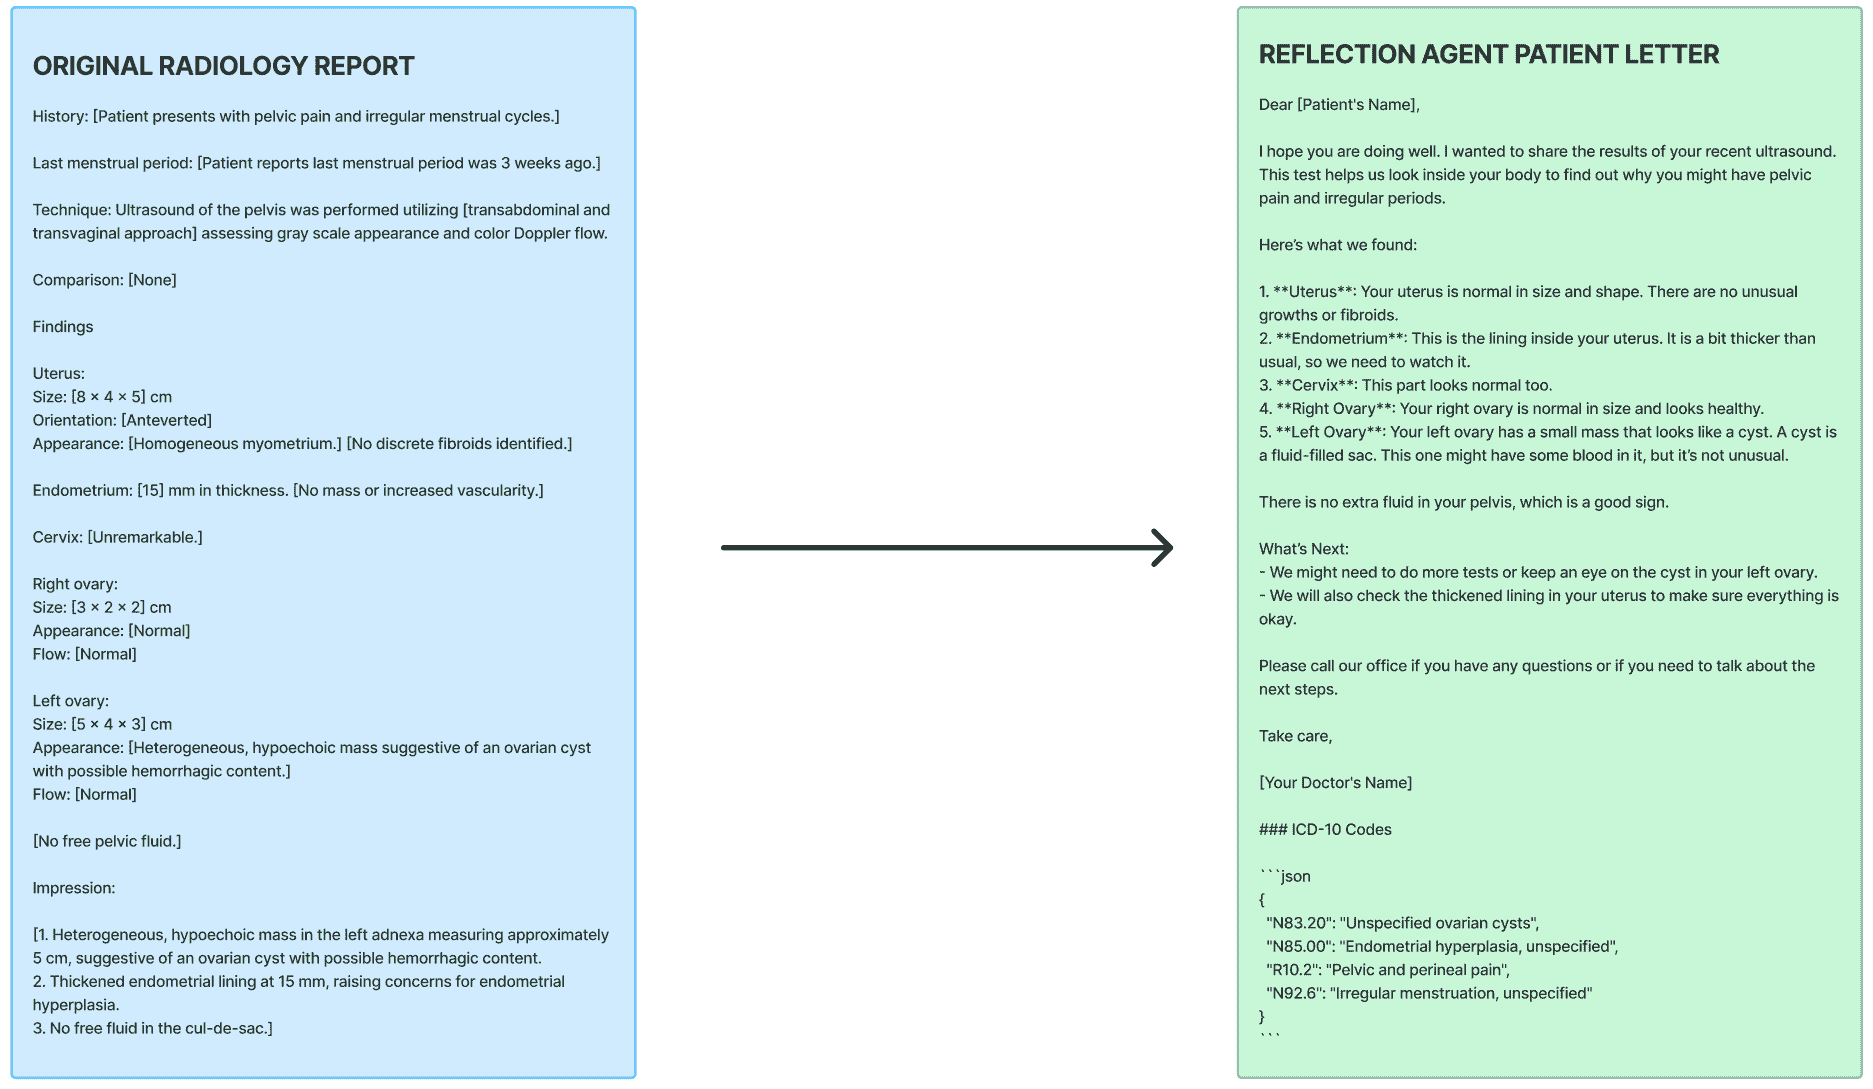 ORIGINAL RADIOLOGY REPORT
History: [Patient presents with pelvic pain and irregular menstrual cycles.]
Last menstrual period: [Patient reports last menstrual period was 3 weeks ago.]
Technique: Ultrasound of the pelvis was performed utilizing [transabdominal and
transvaginal approach] assessing gray scale appearance and color Doppler flow.
Comparison: [None]
Findings
Uterus:
Size: [8 × 4 × 5] cm
Orientation: [Anteverted]
Appearance: [Homogeneous myometrium.] [No discrete fibroids identified.]
Endometrium: [15] mm in thickness. [No mass or increased vascularity.]
Cervix: [Unremarkable.]
Right ovary:
Size: [3 × 2 × 2] cm
Appearance: [Normal]
Flow: [Normal]
Left ovary:
Size: [5 × 4 × 3] cm
Appearance: [Heterogeneous, hypoechoic mass suggestive of an ovarian cyst
with possible hemorrhagic content.]
Flow: [Normal]
[No free pelvic fluid.]
Impression:
[1. Heterogeneous, hypoechoic mass in the left adnexa measuring approximately
5 cm, suggestive of an ovarian cyst with possible hemorrhagic content.
2. Thickened endometrial lining at 15 mm, raising concerns for endometrial
hyperplasia.
3. No free fluid in the cul-de-sac.]
REFLECTION AGENT PATIENT LETTER
Dear [Patient's Name],
I hope you are doing well. I wanted to share the results of your recent ultrasound.
This test helps us look inside your body to find out why you might have pelvic
pain and irregular periods.
Here's what we found:
1. **Uterus**: Your uterus is normal in size and shape. There are no unusual
growths or fibroids.
2. **Endometrium**: This is the lining inside your uterus. It is a bit thicker than
usual, so we need to watch it.
3. **Cervix**: This part looks normal too.
4. **Right Ovary**: Your right ovary is normal in size and looks healthy.
5. **Left Ovary**: Your left ovary has a small mass that looks like a cyst. A cyst is
a fluid-filled sac. This one might have some blood in it, but it's not unusual.
There is no extra fluid in your pelvis, which is a good sign.
What's Next:
- We might need to do more tests or keep an eye on the cyst in your left ovary.
- We will also check the thickened lining in your uterus to make sure everything is
okay.
Please call our office if you have any questions or if you need to talk about the
next steps.
Take care,
[Your Doctor's Name]
### ICD-10 Codes
```json
{
"N83.20": "Unspecified ovarian cysts",
"N85.00": "Endometrial hyperplasia, unspecified",
"R10.2": "Pelvic and perineal pain",
"N92.6": "Irregular menstruation, unspecified"
}
```